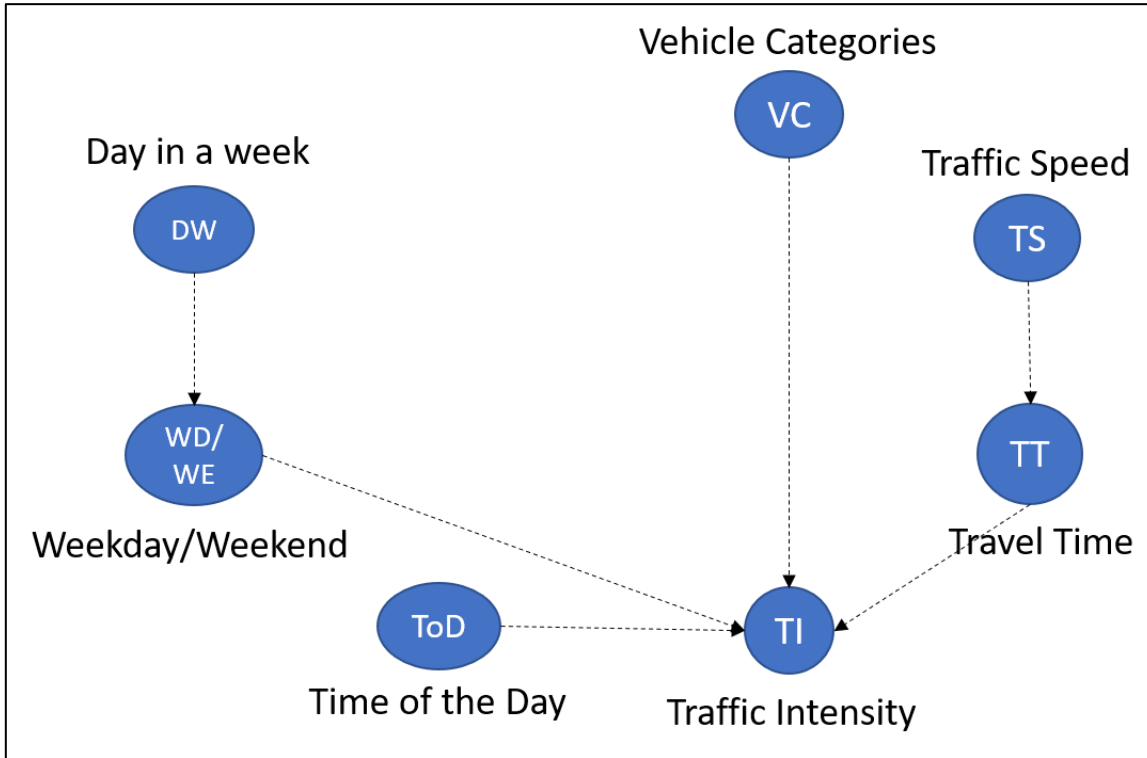 Vehicle Categories
VC
Day in a week
Traffic Speed
DW
TS
WD/
WE
TT
Weekday/Weekend
Travel Time
ToD
TI
Time of the Day
Traffic Intensity